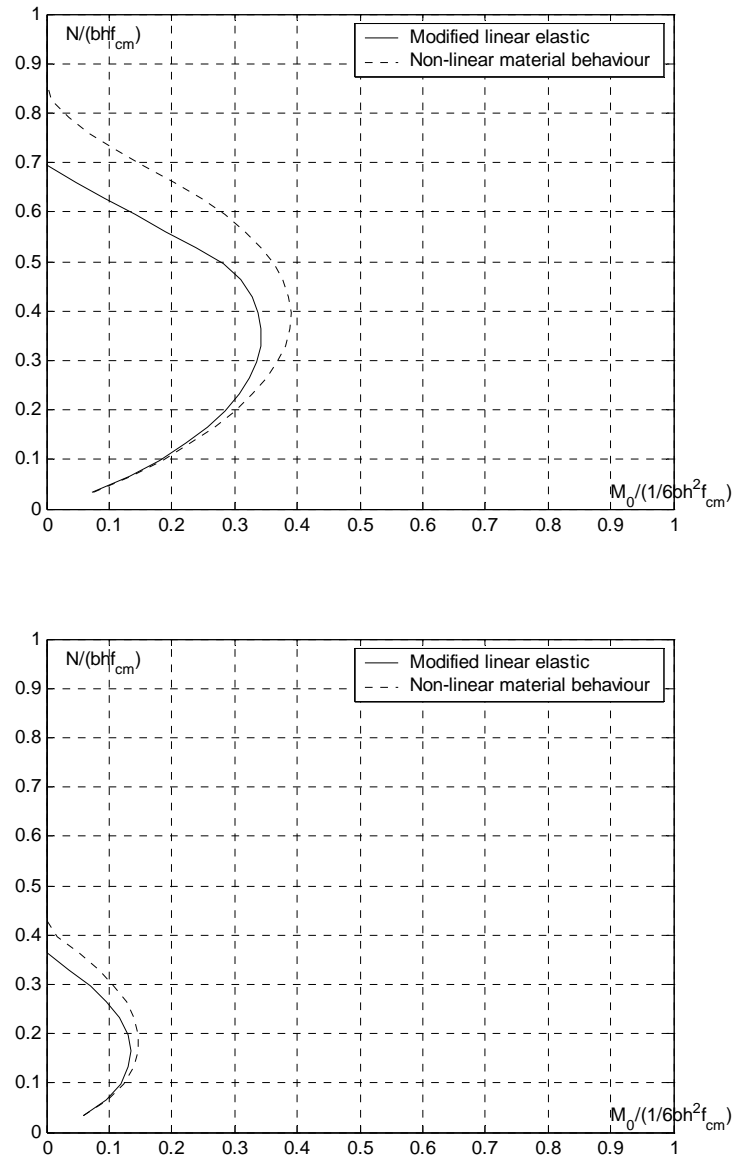 1
N/(bhf_cm)
Modified linear elastic
Non-linear material behaviour
0.9
0.8
0.7
0.6
0.5
0.4
0.3
0.2
0.1
0
M_0/(1/6bh^2f_cm)
0 0.1 0.2 0.3 0.4 0.5 0.6 0.7 0.8 0.9 1
1
N/(bhf_cm)
Modified linear elastic
Non-linear material behaviour
0.9
0.8
0.7
0.6
0.5
0.4
0.3
0.2
0.1
0
M_0/(1/6bh^2f_cm)
0 0.1 0.2 0.3 0.4 0.5 0.6 0.7 0.8 0.9 1